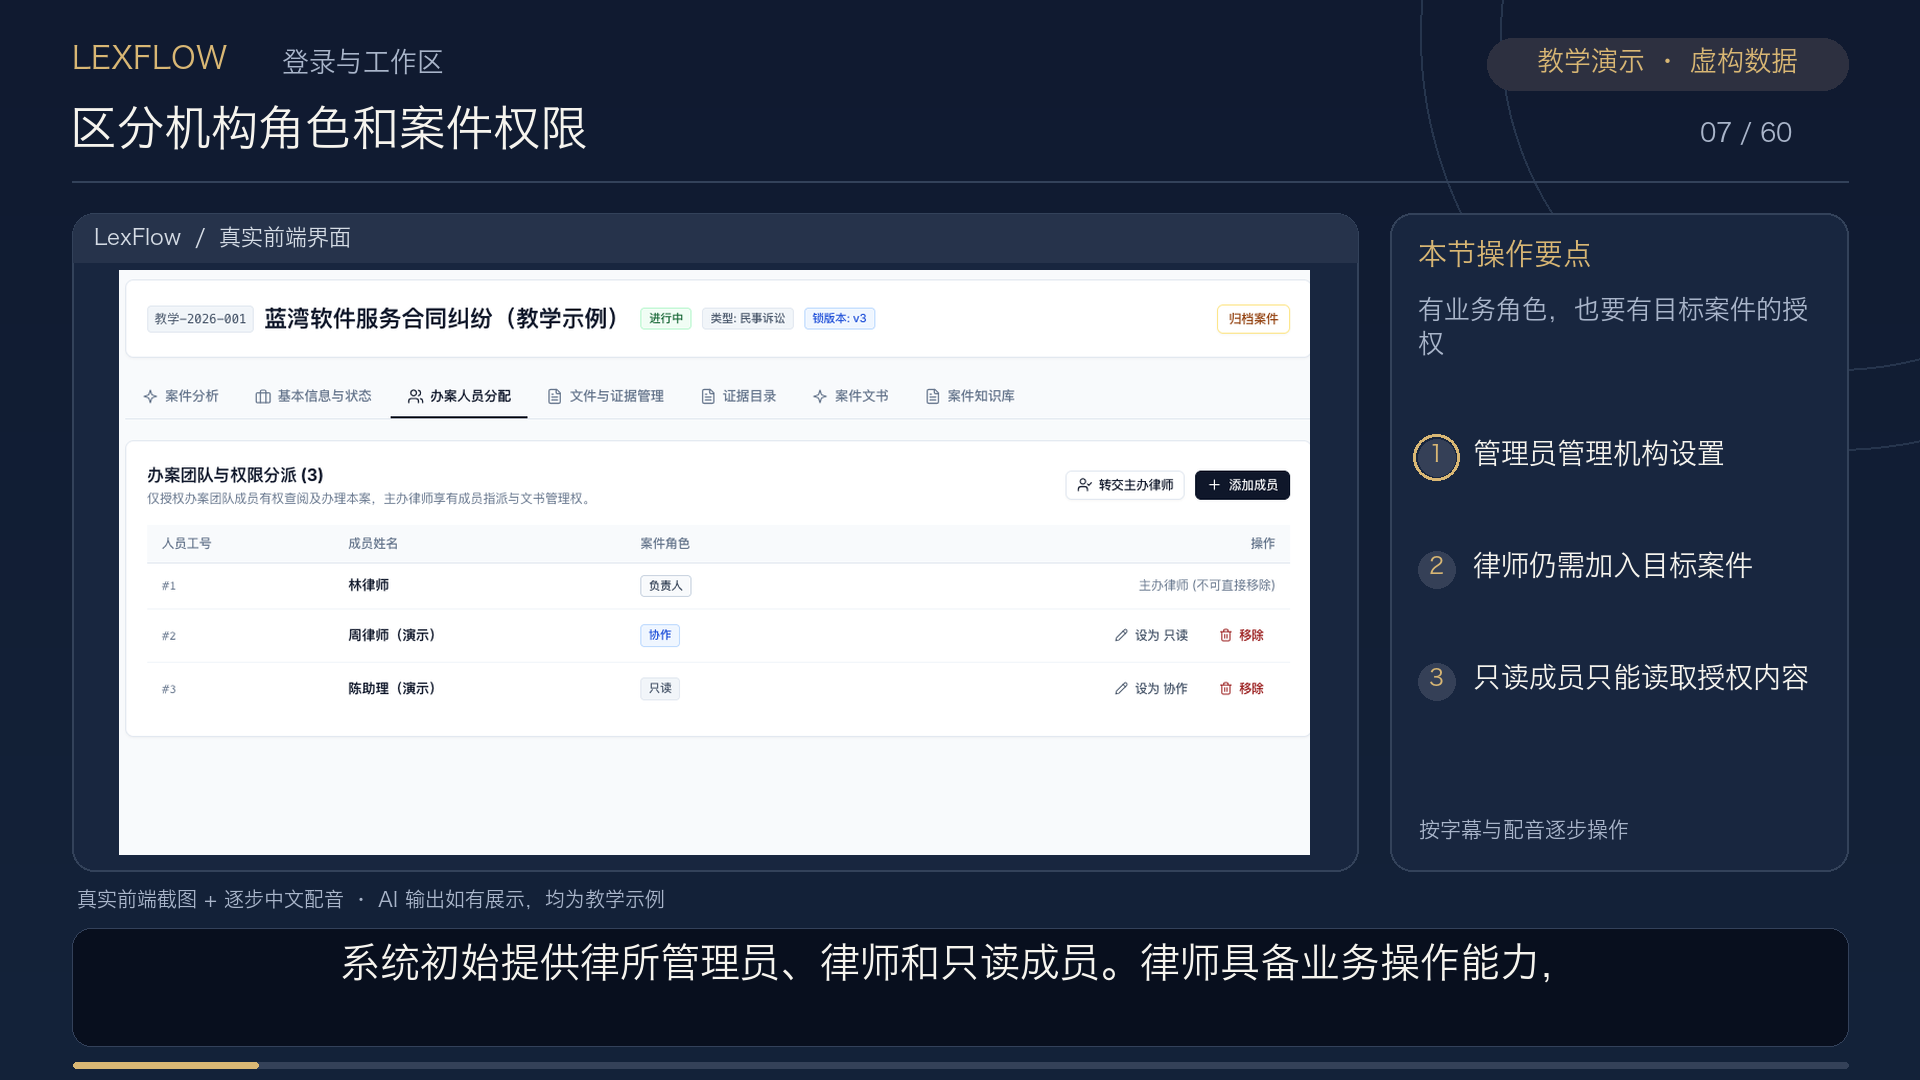 LEXFLOW 登录与工作区
教学演示 · 虚构数据
区分机构角色和案件权限
07 / 60
LexFlow / 真实前端界面
教学-2026-001 蓝湾软件服务合同纠纷（教学示例） 进行中 类型: 民事诉讼 锁版本: v3 归档案件
案件分析 基本信息与状态 办案人员分配 文件与证据管理 证据目录 案件文书 案件知识库
办案团队与权限分派 (3)
仅授权办案团队成员有权查阅及办理本案，主办律师享有成员指派与文书管理权。
转交主办律师 + 添加成员
人员工号 成员姓名 案件角色 操作
#1 林律师 负责人 主办律师 (不可直接移除)
#2 周律师（演示） 协作 设为 只读 移除
#3 陈助理（演示） 只读 设为 协作 移除
本节操作要点
有业务角色，也要有目标案件的授
权
1 管理员管理机构设置
2 律师仍需加入目标案件
3 只读成员只能读取授权内容
按字幕与配音逐步操作
真实前端截图 + 逐步中文配音 · AI 输出如有展示，均为教学示例
系统初始提供律所管理员、律师和只读成员。律师具备业务操作能力，